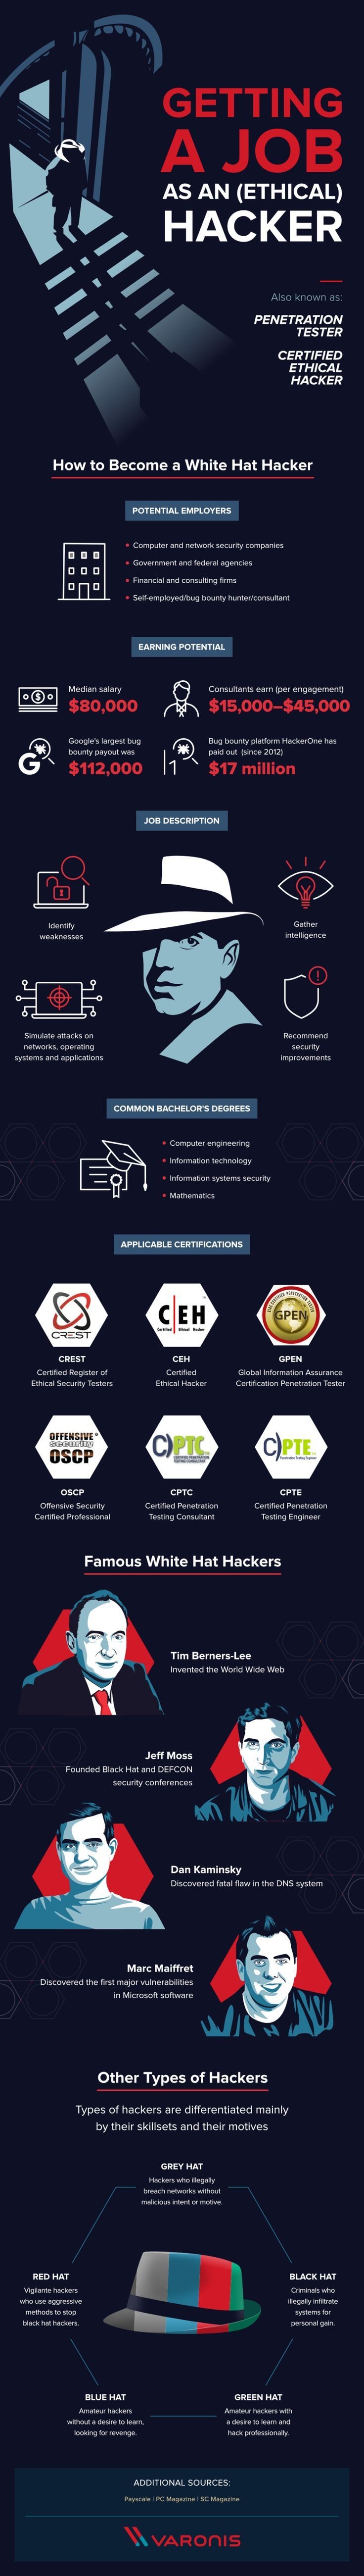 GETTING
A JOB
AS AN (ETHICAL)
HACKER
Also known as:
PENETRATION
TESTER
CERTIFIED
ETHICAL
HACKER
How to Become a White Hat Hacker
POTENTIAL EMPLOYERS
• Computer and network security companies
• Government and federal agencies
• Financial and consulting firms
• Self-employed/bug bounty hunter/consultant
EARNING POTENTIAL
Median salary
$80,000
Consultants earn (per engagement)
$15,000–$45,000
Google's largest bug
bounty payout was
$112,000
Bug bounty platform HackerOne has
paid out (since 2012)
$17 million
JOB DESCRIPTION
Identify
weaknesses
Gather
intelligence
Simulate attacks on
networks, operating
systems and applications
Recommend
security
improvements
COMMON BACHELOR'S DEGREES
• Computer engineering
• Information technology
• Information systems security
• Mathematics
APPLICABLE CERTIFICATIONS
CREST
CREST
Certified Register of
Ethical Security Testers
C|EH
Certified Ethical Hacker
CEH
Certified
Ethical Hacker
GPEN
GPEN
Global Information Assurance
Certification Penetration Tester
OFFENSIVE
security
OSCP
OSCP
Offensive Security
Certified Professional
C)PTC
CPTC
Certified Penetration
Testing Consultant
C)PTE
CPTE
Certified Penetration
Testing Engineer
Famous White Hat Hackers
Tim Berners-Lee
Invented the World Wide Web
Jeff Moss
Founded Black Hat and DEFCON
security conferences
Dan Kaminsky
Discovered fatal flaw in the DNS system
Marc Maiffret
Discovered the first major vulnerabilities
in Microsoft software
Other Types of Hackers
Types of hackers are differentiated mainly
by their skillsets and their motives
GREY HAT
Hackers who illegally
breach networks without
malicious intent or motive.
RED HAT
Vigilante hackers
who use aggressive
methods to stop
black hat hackers.
BLACK HAT
Criminals who
illegally infiltrate
systems for
personal gain.
BLUE HAT
Amateur hackers
without a desire to learn,
looking for revenge.
GREEN HAT
Amateur hackers with
a desire to learn and
hack professionally.
ADDITIONAL SOURCES:
Payscale | PC Magazine | SC Magazine
VARONIS